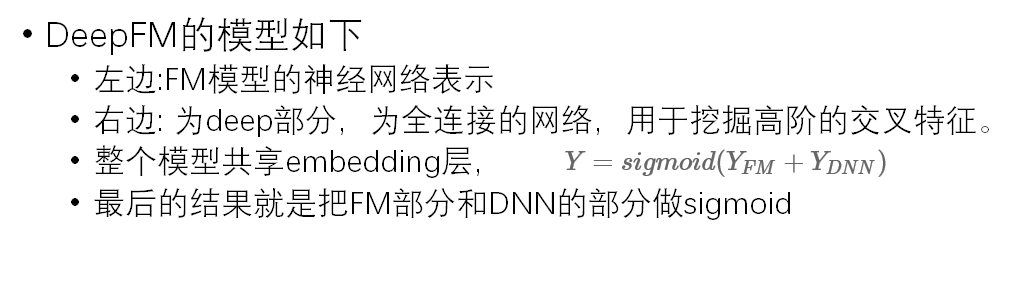 • DeepFM的模型如下
• 左边:FM模型的神经网络表示
• 右边: 为deep部分，为全连接的网络，用于挖掘高阶的交叉特征。
• 整个模型共享embedding层， Y = sigmoid(Y_{FM} + Y_{DNN})
• 最后的结果就是把FM部分和DNN的部分做sigmoid